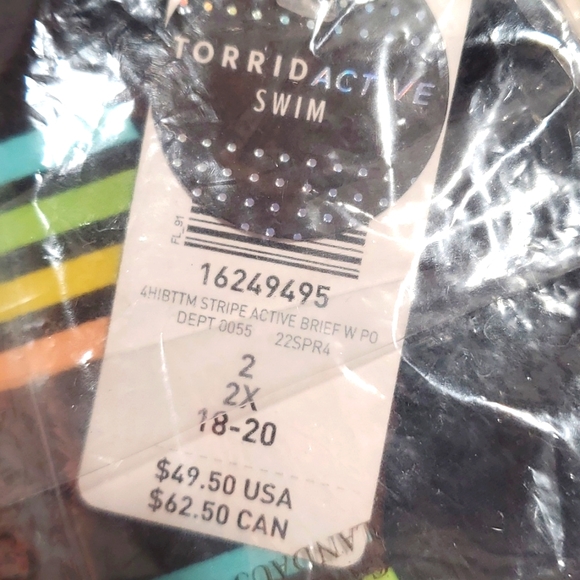 TORRIDACTIVE
SWIM
FL_91
16249495
4HIBTTM STRIPE ACTIVE BRIEF W PO
DEPT 0055 22SPR4
2
2X
18-20
$49.50 USA
$62.50 CAN